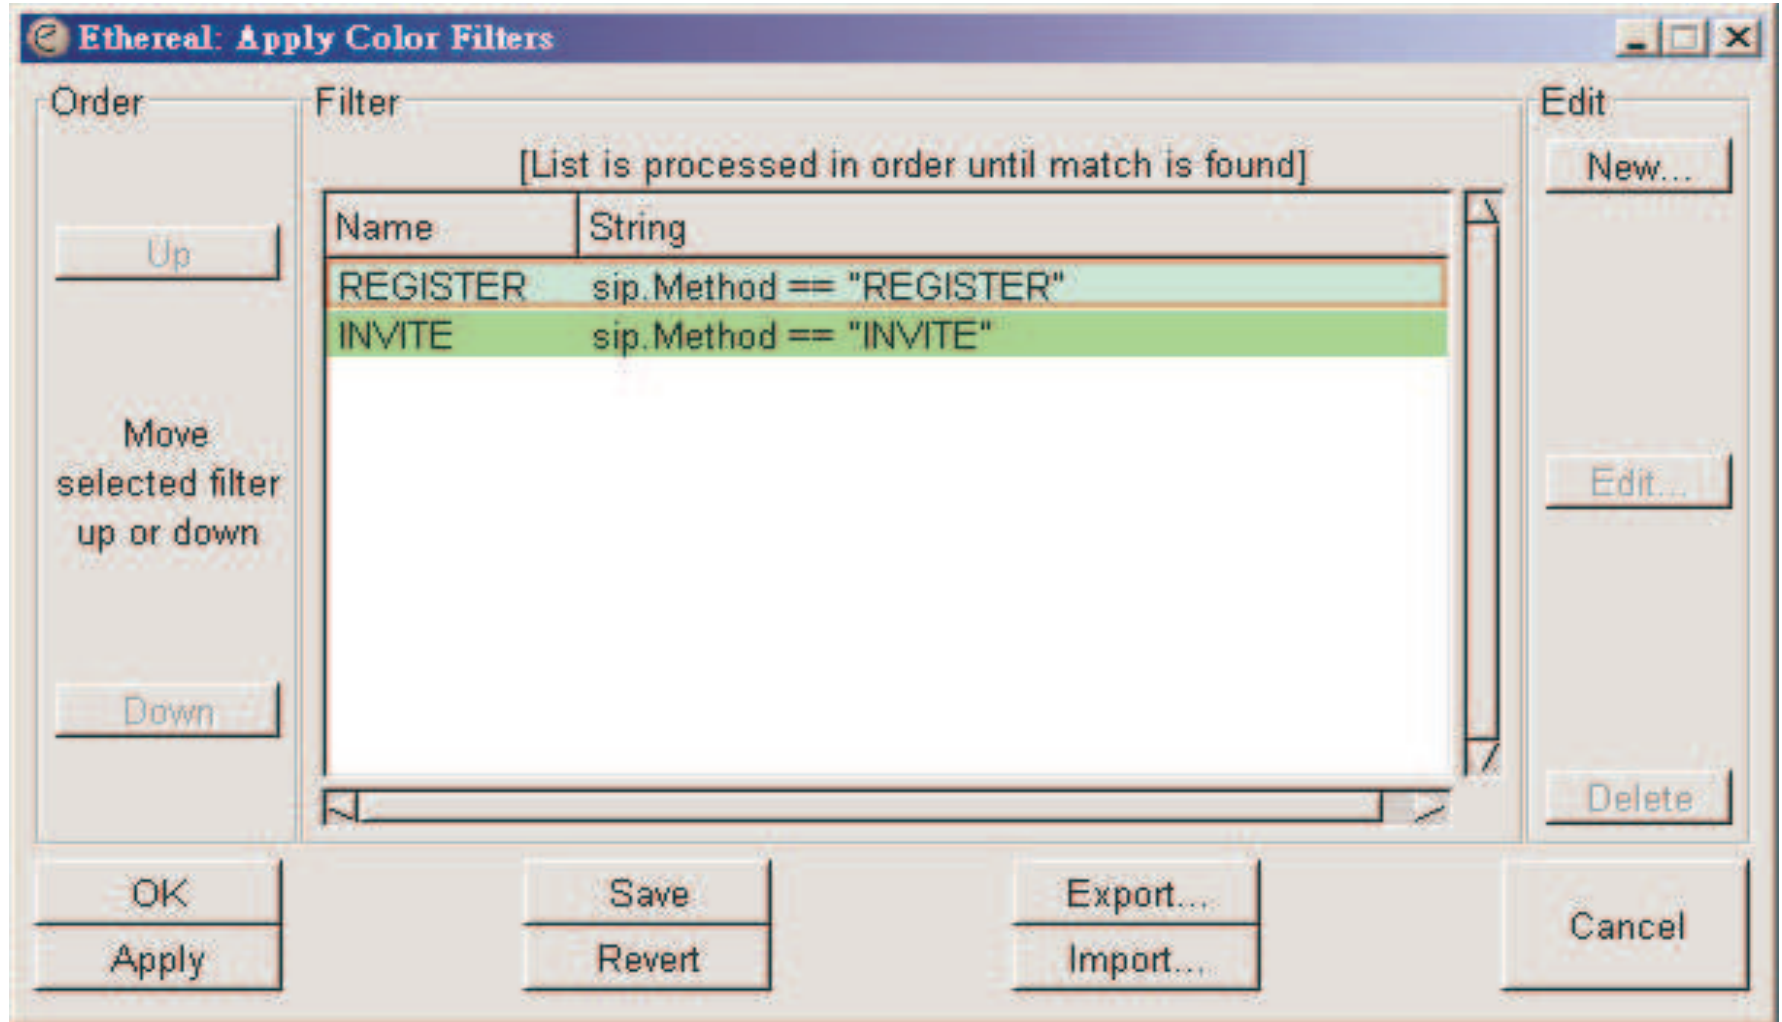 Ethereal: Apply Color Filters
Order
Filter
Edit
[List is processed in order until match is found]
New...
Name String
Up
REGISTER sip.Method == "REGISTER"
INVITE sip.Method == "INVITE"
Move
selected filter
up or down
Edit...
Down
Delete
OK
Save
Export...
Cancel
Apply
Revert
Import...